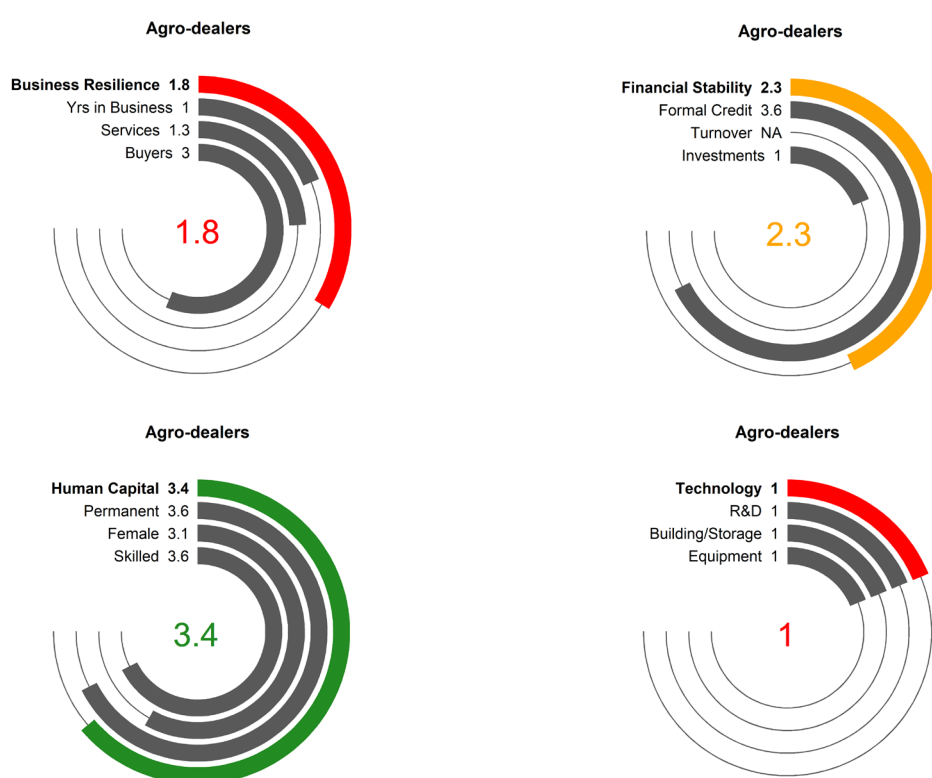 Agro-dealers
Business Resilience 1.8
Yrs in Business 1
Services 1.3
Buyers 3
1.8
Agro-dealers
Financial Stability 2.3
Formal Credit 3.6
Turnover NA
Investments 1
2.3
Agro-dealers
Human Capital 3.4
Permanent 3.6
Female 3.1
Skilled 3.6
3.4
Agro-dealers
Technology 1
R&D 1
Building/Storage 1
Equipment 1
1